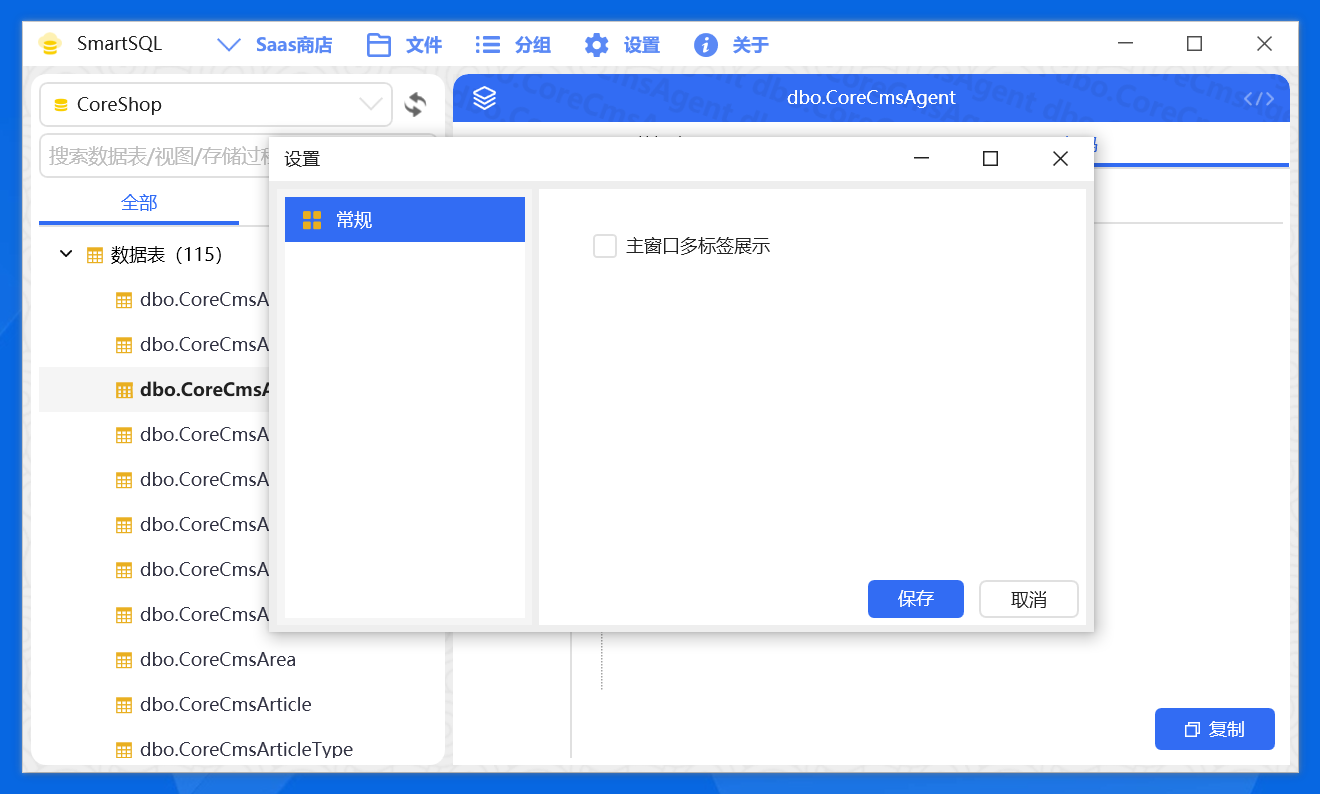 SmartSQL
Saas商店
文件
分组
设置
关于
CoreShop
dbo.CoreCmsAgent
搜索数据表/视图/存储过程
全部
数据表（115）
dbo.CoreCmsA
dbo.CoreCmsA
dbo.CoreCmsA
dbo.CoreCmsA
dbo.CoreCmsA
dbo.CoreCmsA
dbo.CoreCmsA
dbo.CoreCmsA
dbo.CoreCmsArea
dbo.CoreCmsArticle
dbo.CoreCmsArticleType
设置
常规
主窗口多标签展示
保存
取消
复制